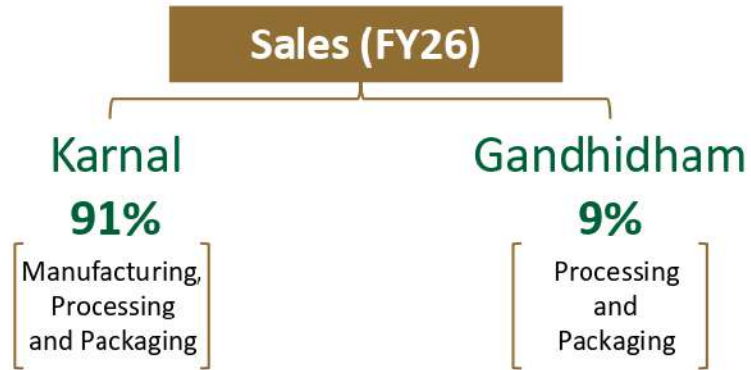 Sales (FY26)
Karnal
91%
Manufacturing,
Processing
and Packaging
Gandhidham
9%
Processing
and
Packaging